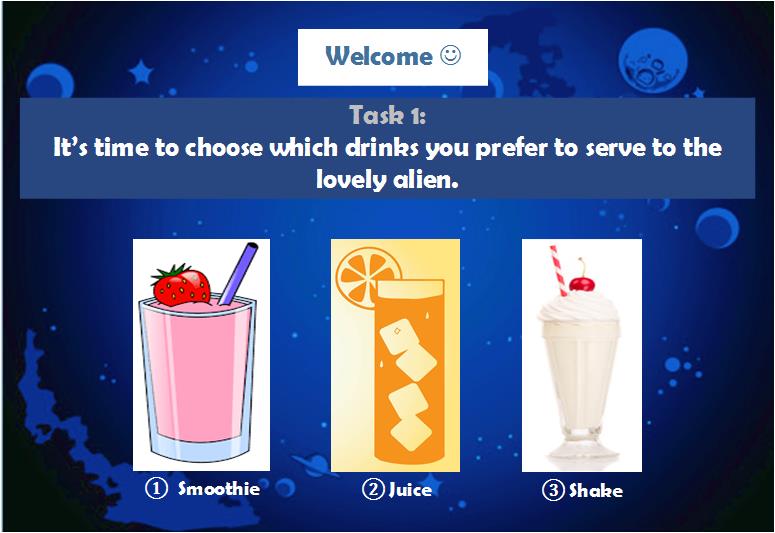 Welcome ☺
Task 1:
It's time to choose which drinks you prefer to serve to the
lovely alien.
① Smoothie
② Juice
③ Shake